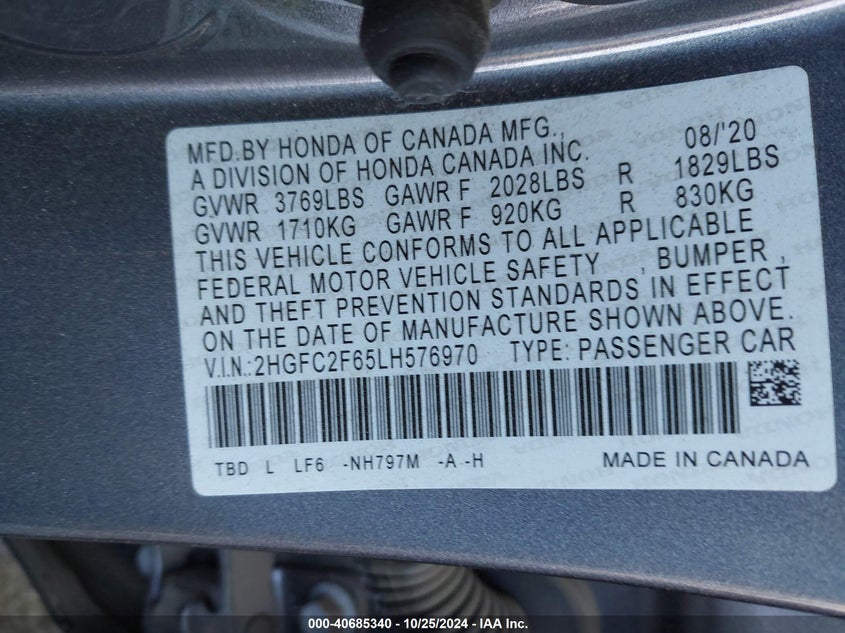 MFD.BY HONDA OF CANADA MFG., 08/'20
A DIVISION OF HONDA CANADA INC.
GVWR 3769LBS GAWR F 2028LBS R 1829LBS
GVWR 1710KG GAWR F 920KG R 830KG
THIS VEHICLE CONFORMS TO ALL APPLICABLE
FEDERAL MOTOR VEHICLE SAFETY , BUMPER ,
AND THEFT PREVENTION STANDARDS IN EFFECT
ON THE DATE OF MANUFACTURE SHOWN ABOVE.
V.I.N.:2HGFC2F65LH576970 TYPE: PASSENGER CAR
TBD L LF6 -NH797M -A -H MADE IN CANADA
000-40685340 - 10/25/2024 - IAA Inc.